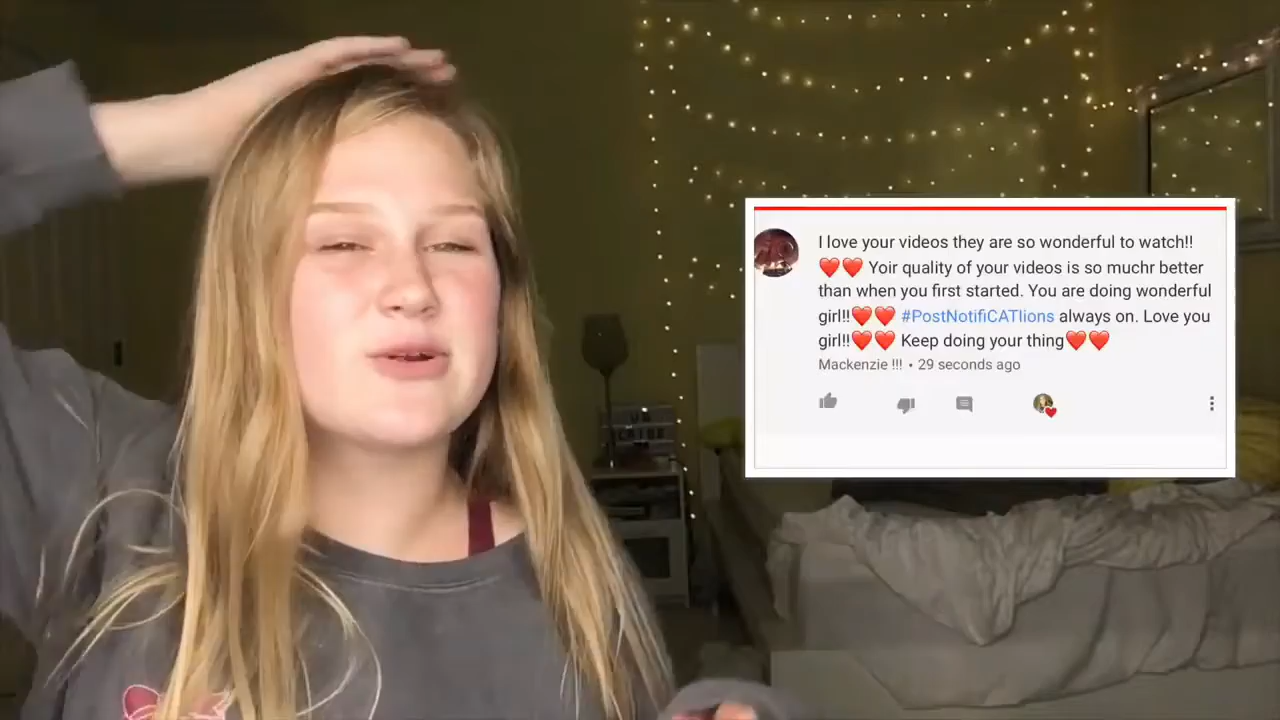 I love your videos they are so wonderful to watch!!
❤️❤️ Yoir quality of your videos is so muchr better
than when you first started. You are doing wonderful
girl!!❤️❤️ #PostNotifiCATIions always on. Love you
girl!!❤️❤️ Keep doing your thing❤️❤️
Mackenzie !!! • 29 seconds ago